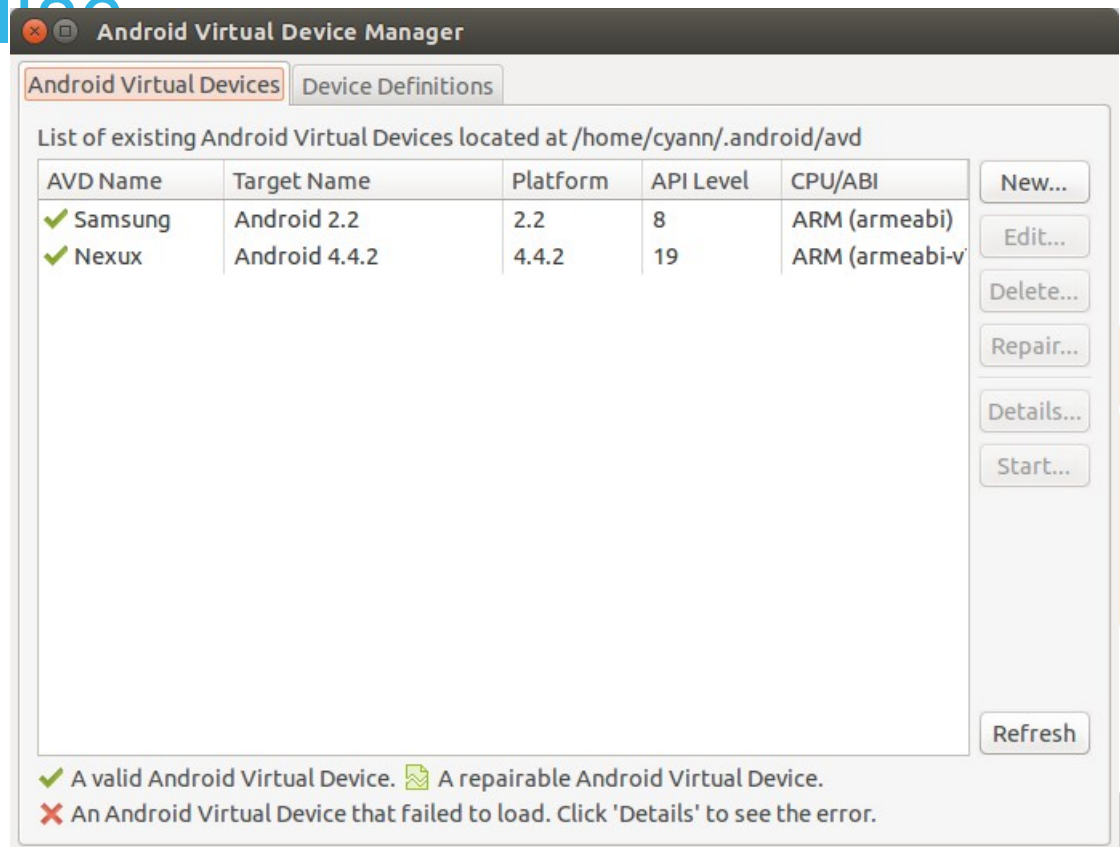 Android Virtual Device Manager
Android Virtual Devices Device Definitions
List of existing Android Virtual Devices located at /home/cyann/.android/avd
AVD Name Target Name Platform API Level CPU/ABI
Samsung Android 2.2 2.2 8 ARM (armeabi)
Nexux Android 4.4.2 4.4.2 19 ARM (armeabi-v
New...
Edit...
Delete...
Repair...
Details...
Start...
Refresh
A valid Android Virtual Device. A repairable Android Virtual Device.
An Android Virtual Device that failed to load. Click 'Details' to see the error.